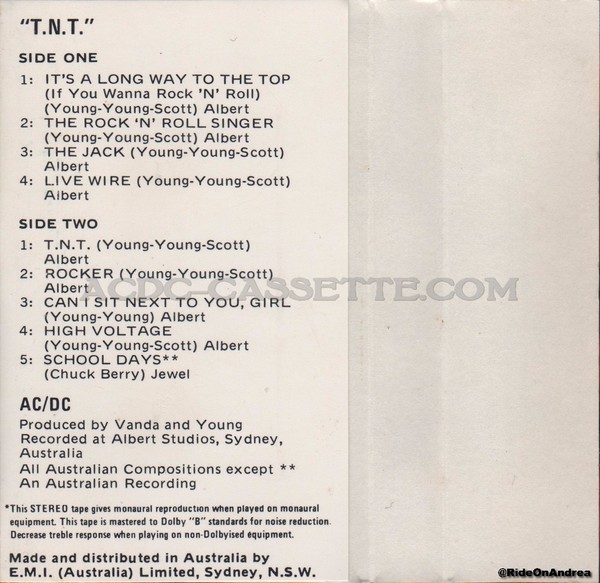 "T.N.T."
SIDE ONE
1: IT'S A LONG WAY TO THE TOP
(If You Wanna Rock 'N' Roll)
(Young-Young-Scott) Albert
2: THE ROCK 'N' ROLL SINGER
(Young-Young-Scott) Albert
3: THE JACK (Young-Young-Scott)
Albert
4: LIVE WIRE (Young-Young-Scott)
Albert
SIDE TWO
1: T.N.T. (Young-Young-Scott)
Albert
2: ROCKER (Young-Young-Scott)
Albert
ACDC-CASSETTE.COM
3: CAN I SIT NEXT TO YOU, GIRL
(Young-Young) Albert
4: HIGH VOLTAGE
(Young-Young-Scott) Albert
5: SCHOOL DAYS**
(Chuck Berry) Jewel
AC/DC
Produced by Vanda and Young
Recorded at Albert Studios, Sydney,
Australia
All Australian Compositions except **
An Australian Recording
*This STEREO tape gives monaural reproduction when played on monaural
equipment. This tape is mastered to Dolby "B" standards for noise reduction.
Decrease treble response when playing on non-Dolbyised equipment.
Made and distributed in Australia by
E.M.I. (Australia) Limited, Sydney, N.S.W.
@RideOnAndrea